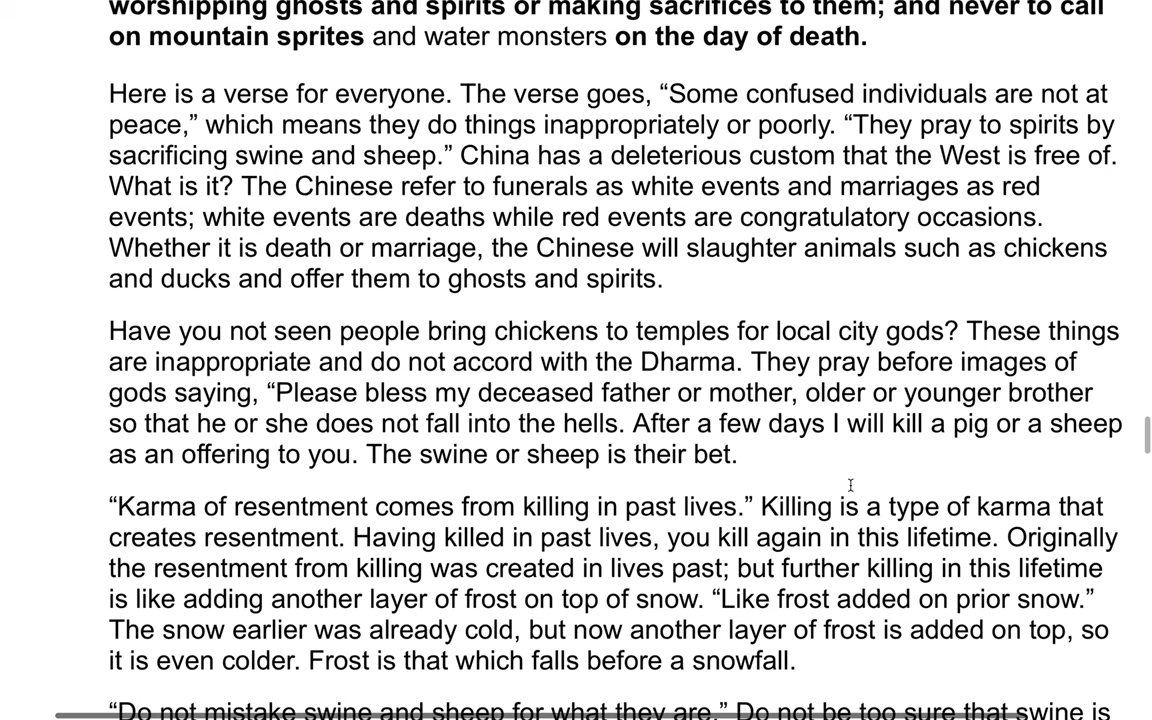 worshipping ghosts and spirits or making sacrifices to them; and never to call
on mountain sprites and water monsters on the day of death.
Here is a verse for everyone. The verse goes, “Some confused individuals are not at
peace,” which means they do things inappropriately or poorly. “They pray to spirits by
sacrificing swine and sheep.” China has a deleterious custom that the West is free of.
What is it? The Chinese refer to funerals as white events and marriages as red
events; white events are deaths while red events are congratulatory occasions.
Whether it is death or marriage, the Chinese will slaughter animals such as chickens
and ducks and offer them to ghosts and spirits.
Have you not seen people bring chickens to temples for local city gods? These things
are inappropriate and do not accord with the Dharma. They pray before images of
gods saying, “Please bless my deceased father or mother, older or younger brother
so that he or she does not fall into the hells. After a few days I will kill a pig or a sheep
as an offering to you. The swine or sheep is their bet.
“Karma of resentment comes from killing in past lives.” Killing is a type of karma that
creates resentment. Having killed in past lives, you kill again in this lifetime. Originally
the resentment from killing was created in lives past; but further killing in this lifetime
is like adding another layer of frost on top of snow. “Like frost added on prior snow.”
The snow earlier was already cold, but now another layer of frost is added on top, so
it is even colder. Frost is that which falls before a snowfall.
“Do not mistake swine and sheep for what they are.” Do not be too sure that swine is